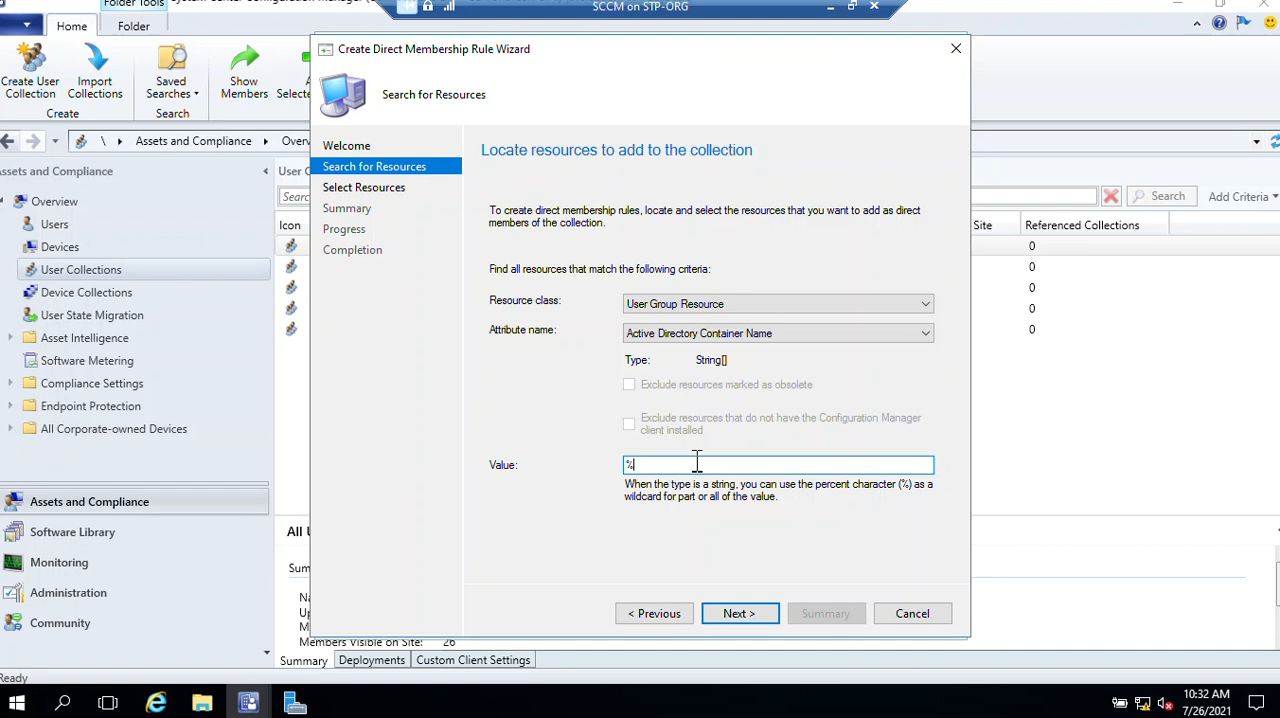 Folder Tools
SCCM on STP-ORG
Home
Folder
Create User
Collection
Import
Collections
Create
Saved
Searches
Search
Show
Members
Selecte
\
Assets and Compliance
Overv
Assets and Compliance
Overview
Users
Devices
User Collections
Device Collections
User State Migration
Asset Intelligence
Software Metering
Compliance Settings
Endpoint Protection
All Corporate-owned Devices
Assets and Compliance
Software Library
Monitoring
Administration
Community
Ready
User C
Searc
Icon
Search
Add Criteria
Site
Referenced Collections
0
0
0
0
0
Create Direct Membership Rule Wizard
Search for Resources
Welcome
Search for Resources
Select Resources
Summary
Progress
Completion
Locate resources to add to the collection
To create direct membership rules, locate and select the resources that you want to add as direct
members of the collection.
Find all resources that match the following criteria:
Resource class:
User Group Resource
Attribute name:
Active Directory Container Name
Type:
String[]
Exclude resources marked as obsolete
Exclude resources that do not have the Configuration Manager
client installed
Value:
%
When the type is a string, you can use the percent character (%) as a
wildcard for part or all of the value.
< Previous
Next >
Summary
Cancel
All U
Sum
Na
Up
Members Visible on Site: 26
Summary
Deployments
Custom Client Settings
10:32 AM
7/26/2021